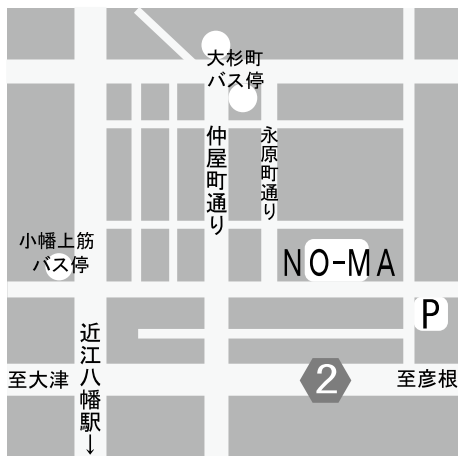 大杉町
バス停
仲屋町通り
永原町通り
小幡上筋
バス停
NO-MA
P
近江八幡駅↓
至大津
2
至彦根